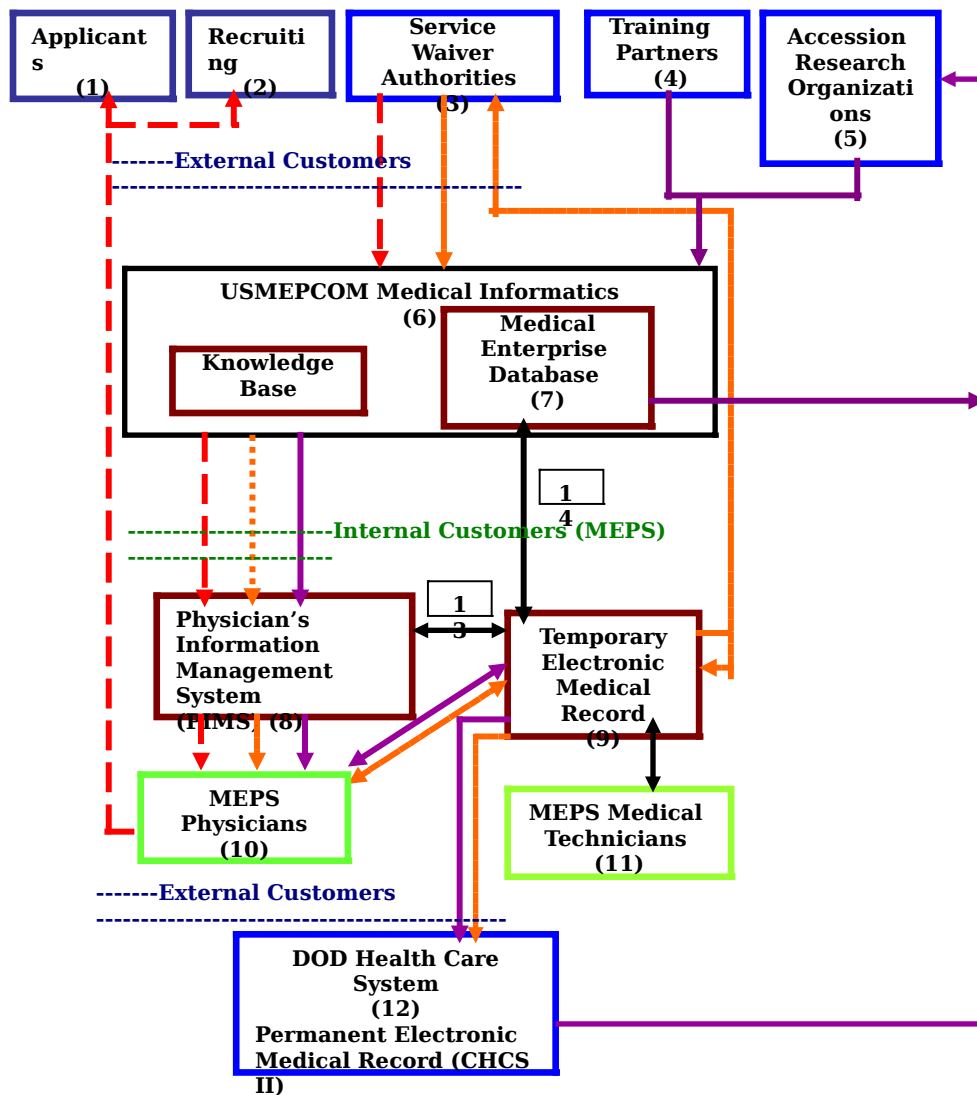 Applicant
s
(1)
Recruiti
ng
(2)
Service
Waiver
Authorities
(3)
Training
Partners
(4)
Accession
Research
Organizati
ons
(5)
-------External Customers
USMEPCOM Medical Informatics
(6)
Knowledge
Base
Medical
Enterprise
Database
(7)
1
4
Internal Customers (MEPS)
Physician’s
Information
Management
System
(PIMS) (8)
1
3
Temporary
Electronic
Medical
Record
(9)
MEPS
Physicians
(10)
MEPS Medical
Technicians
(11)
-------External Customers
DOD Health Care
System
(12)
Permanent Electronic
Medical Record (CHCS
II)